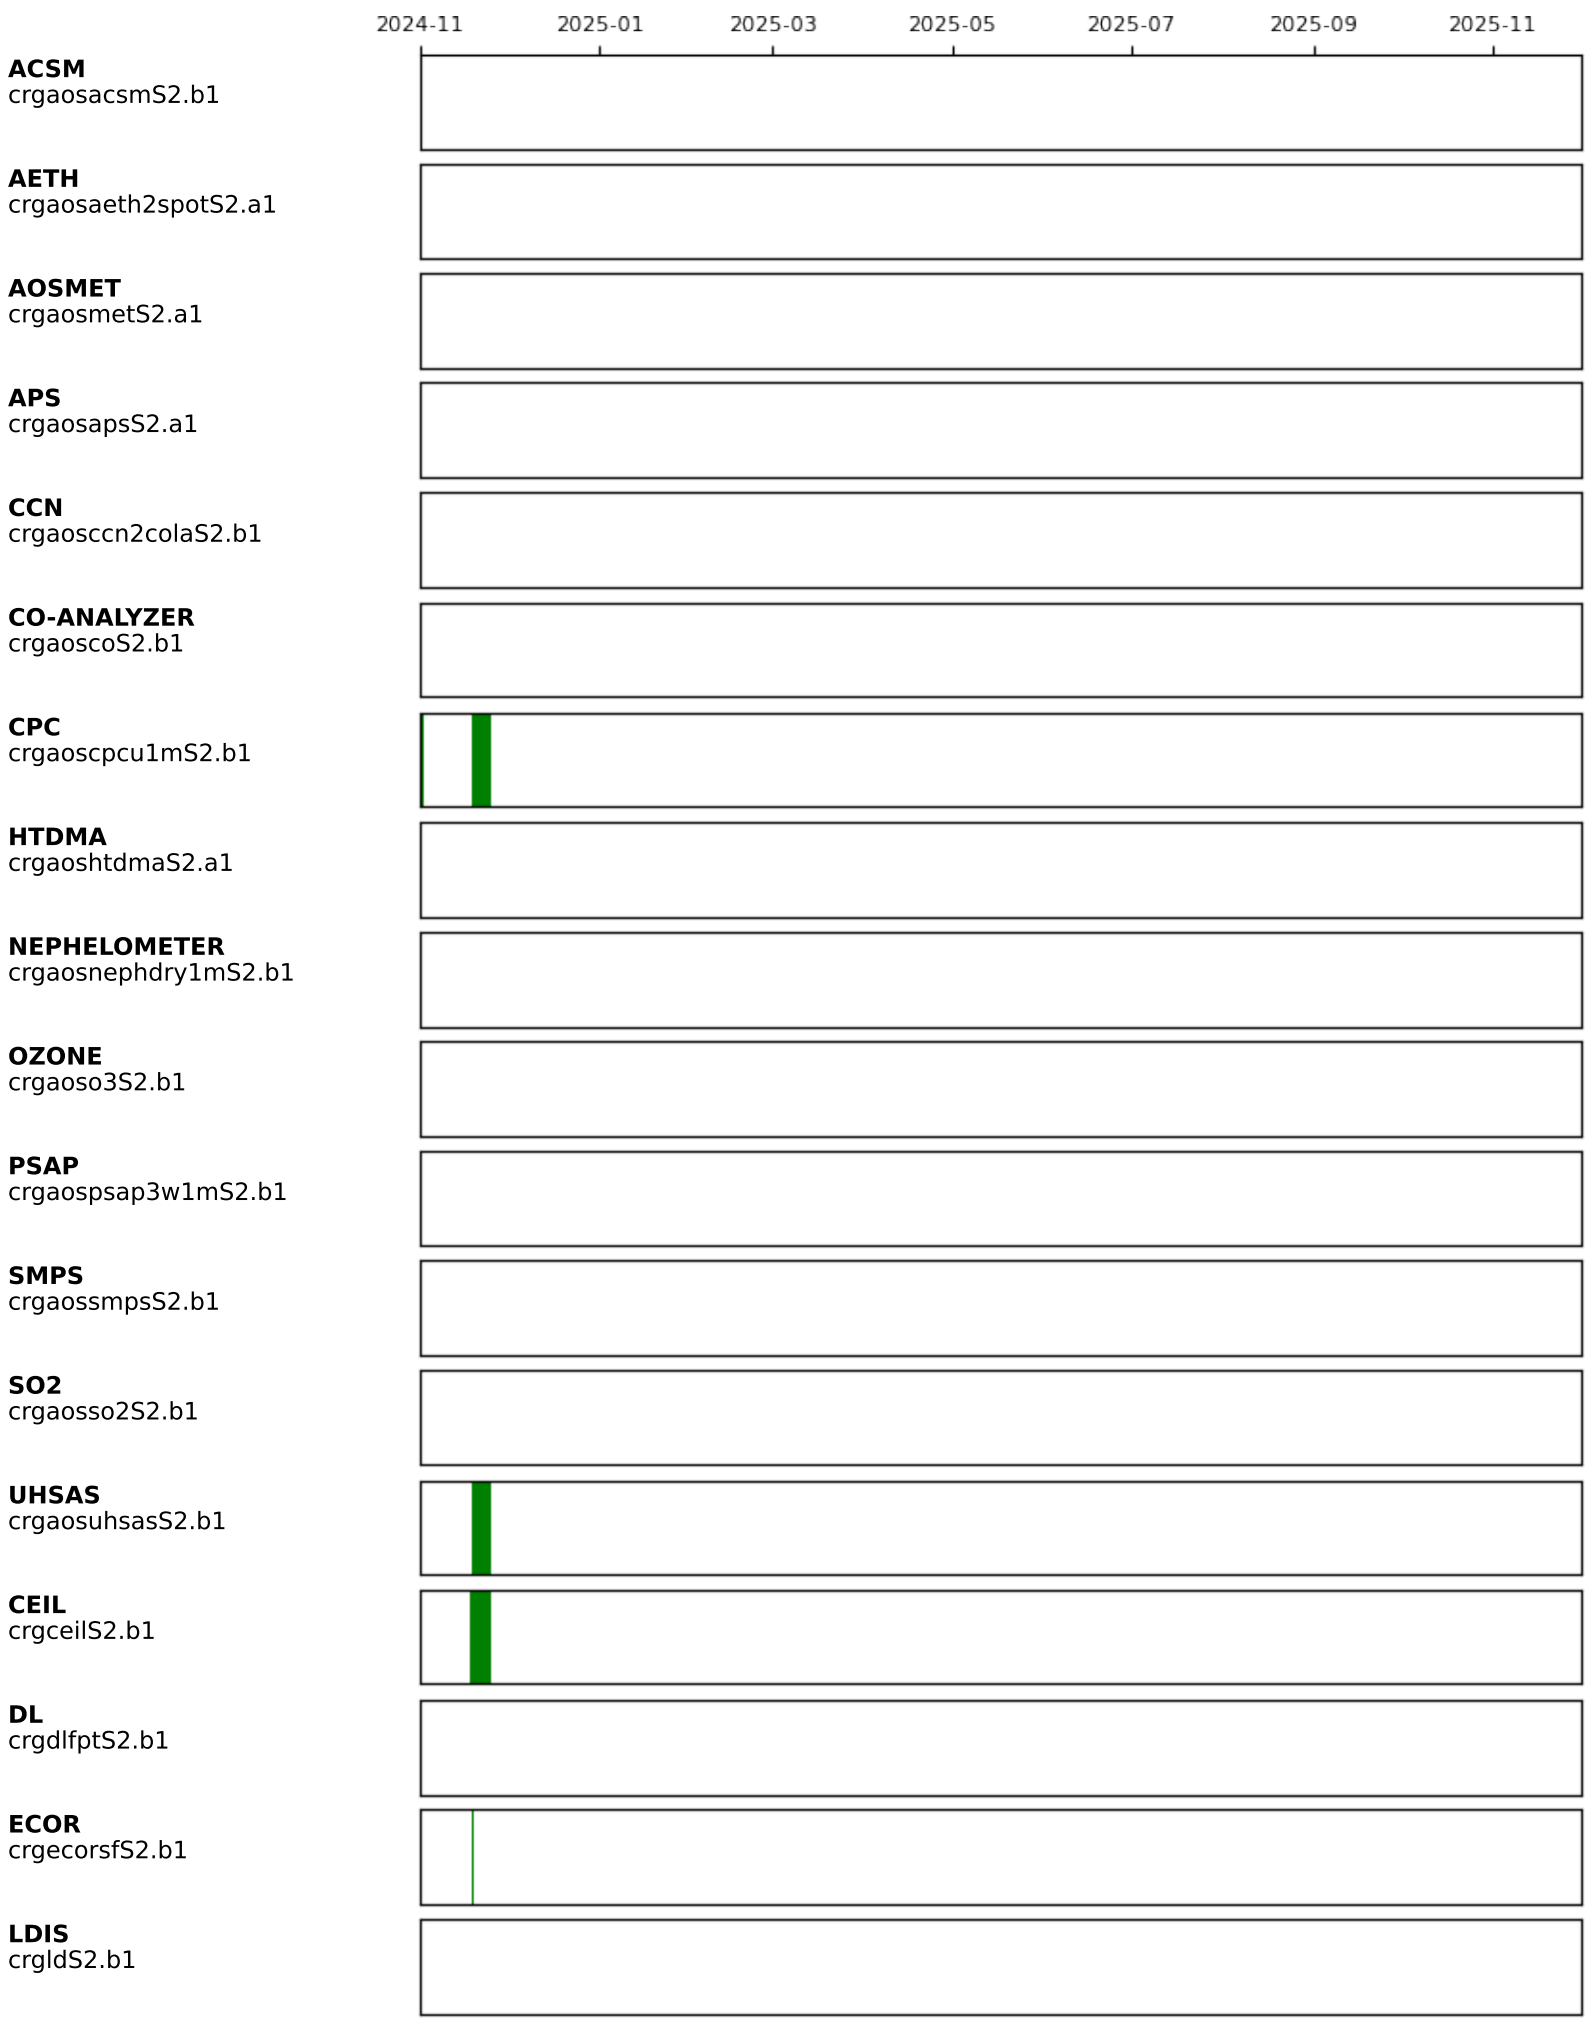 2024-11 2025-01 2025-03 2025-05 2025-07 2025-09 2025-11
ACSM
crgaosacsmS2.b1
AETH
crgaosaeth2spotS2.a1
AOSMET
crgaosmetS2.a1
APS
crgaosapsS2.a1
CCN
crgaosccn2colaS2.b1
CO-ANALYZER
crgaoscoS2.b1
CPC
crgaoscpcu1mS2.b1
HTDMA
crgaoshtdmaS2.a1
NEPHELOMETER
crgaosnephdry1mS2.b1
OZONE
crgaoso3S2.b1
PSAP
crgaospsap3w1mS2.b1
SMPS
crgaossmpsS2.b1
SO2
crgaosso2S2.b1
UHSAS
crgaosuhsasS2.b1
CEIL
crgceilS2.b1
DL
crgdlfptS2.b1
ECOR
crgecorsfS2.b1
LDIS
crgldS2.b1